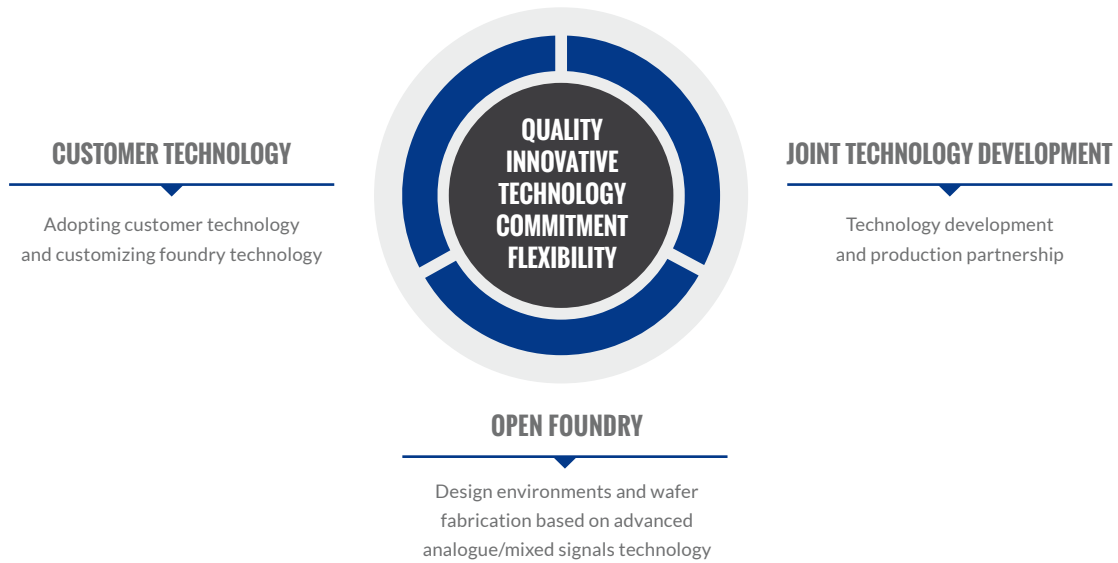 QUALITY
INNOVATIVE
TECHNOLOGY
COMMITMENT
FLEXIBILITY
CUSTOMER TECHNOLOGY
Adopting customer technology
and customizing foundry technology
JOINT TECHNOLOGY DEVELOPMENT
Technology development
and production partnership
OPEN FOUNDRY
Design environments and wafer
fabrication based on advanced
analogue/mixed signals technology